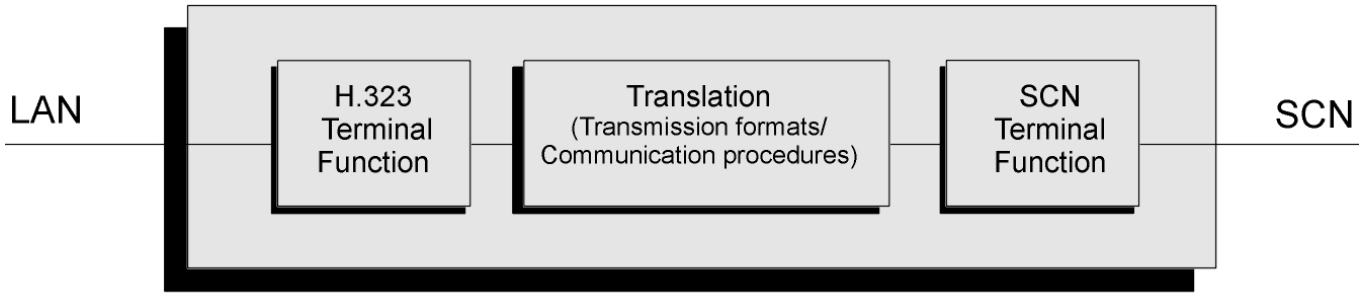 LAN
H.323
Terminal
Function
Translation
(Transmission formats/
Communication procedures)
SCN
Terminal
Function
SCN